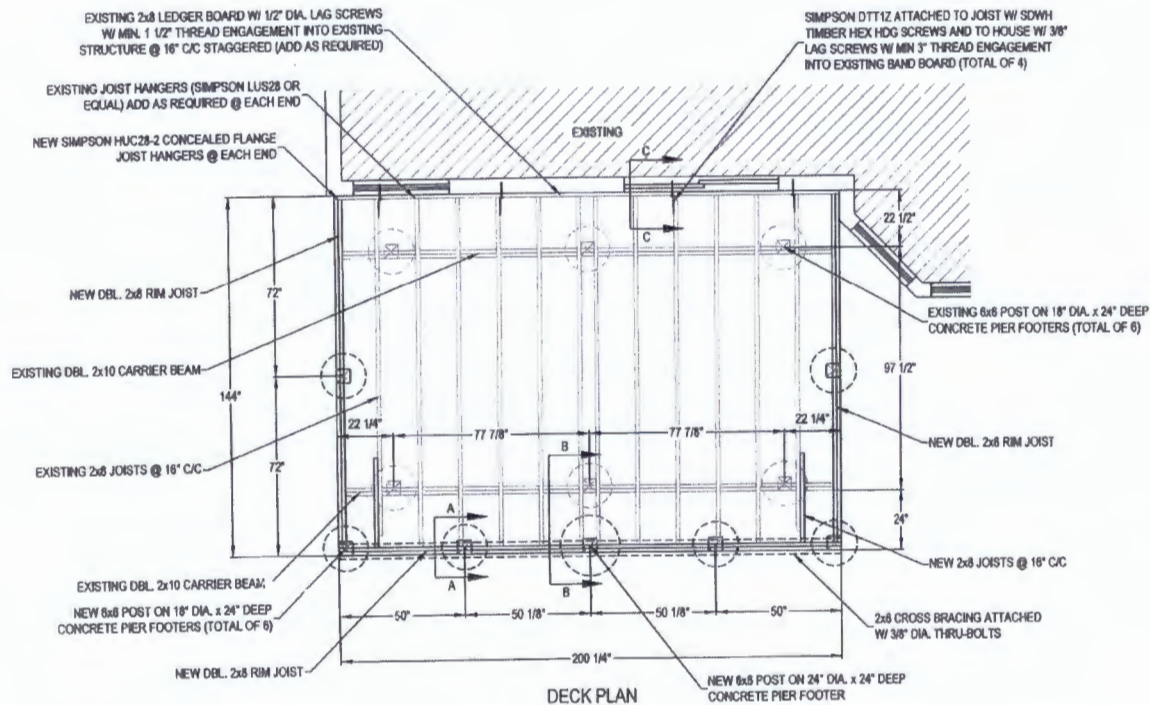 EXISTING 2x8 LEDGER BOARD W/ 1/2" DIA. LAG SCREWS
W/ MIN. 1 1/2" THREAD ENGAGEMENT INTO EXISTING
STRUCTURE @ 16" C/C STAGGERED (ADD AS REQUIRED)
SIMPSON DTT1Z ATTACHED TO JOIST W/ SDWH
TIMBER HEX HDG SCREWS AND TO HOUSE W/ 3/8"
LAG SCREWS W/ MIN 3" THREAD ENGAGEMENT
INTO EXISTING BAND BOARD (TOTAL OF 4)
EXISTING JOIST HANGERS (SIMPSON LUS28 OR
EQUAL) ADD AS REQUIRED @ EACH END
NEW SIMPSON HUC28-2 CONCEALED FLANGE
JOIST HANGERS @ EACH END
EXISTING
C
C
22 1/2"
NEW DBL. 2x8 RIM JOIST
72"
EXISTING 6x6 POST ON 18" DIA. x 24" DEEP
CONCRETE PIER FOOTERS (TOTAL OF 6)
EXISTING DBL. 2x10 CARRIER BEAM
144"
97 1/2"
22 1/4"
77 7/8"
77 7/8"
22 1/4"
NEW DBL. 2x8 RIM JOIST
EXISTING 2x8 JOISTS @ 16" C/C
72"
B
A
24"
NEW 2x8 JOISTS @ 16" C/C
EXISTING DBL. 2x10 CARRIER BEAM
A
B
NEW 6x6 POST ON 18" DIA. x 24" DEEP
CONCRETE PIER FOOTERS (TOTAL OF 6)
50"
50 1/8"
50 1/8"
50"
2x6 CROSS BRACING ATTACHED
W/ 3/8" DIA. THRU-BOLTS
200 1/4"
NEW DBL. 2x8 RIM JOIST
NEW 6x6 POST ON 24" DIA. x 24" DEEP
CONCRETE PIER FOOTER
DECK PLAN